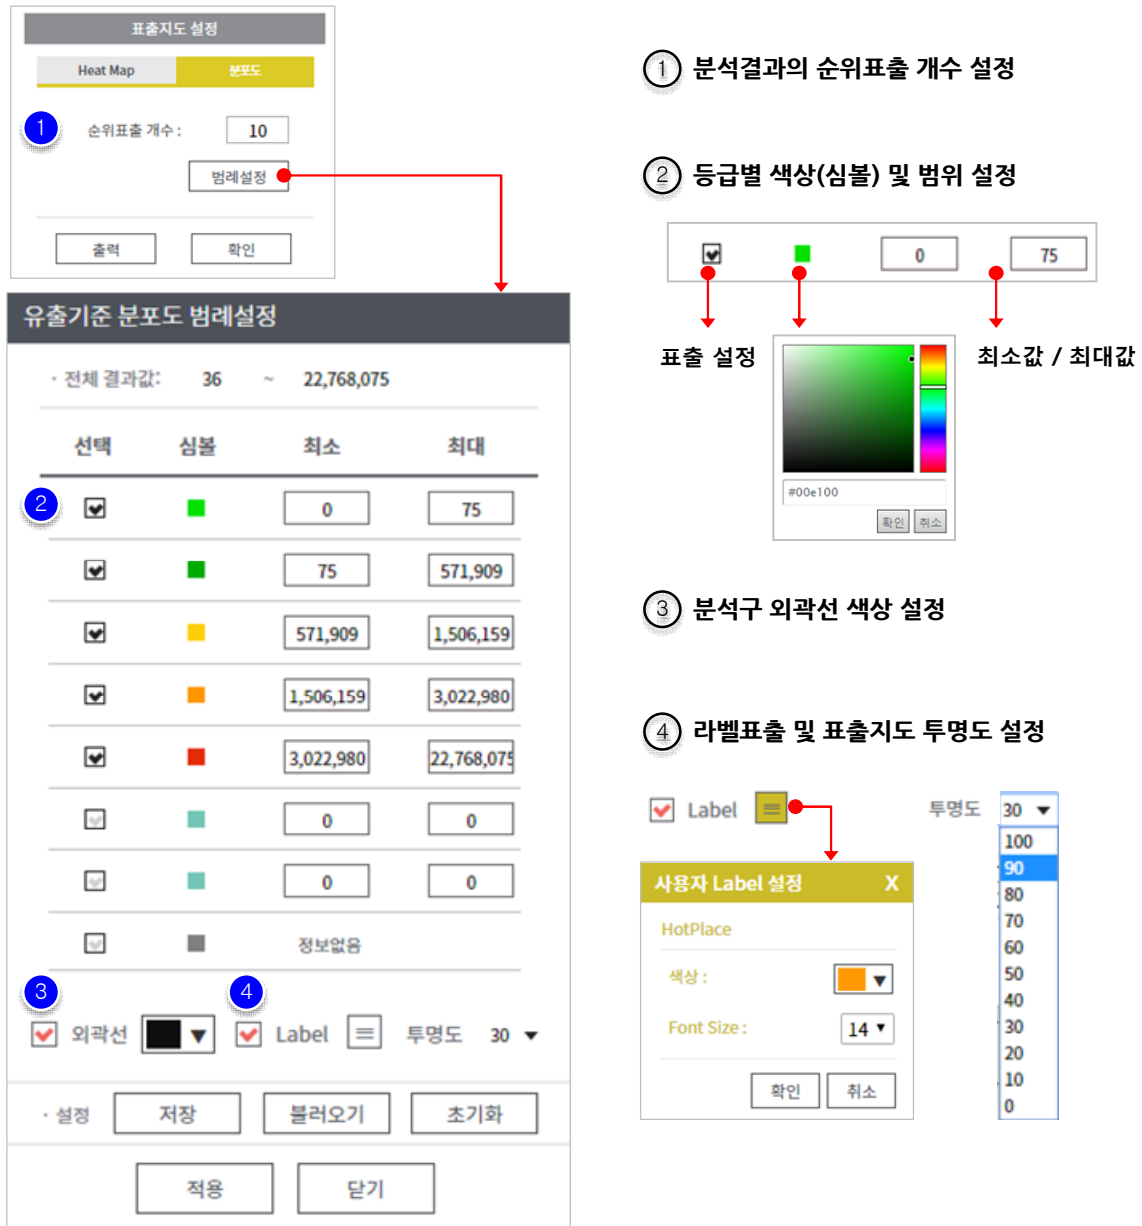 표출지도 설정
Heat Map 분포도
1 순위표출 개수 : 10
범례설정
출력 확인
유출기준 분포도 범례설정
· 전체 결과값: 36 ~ 22,768,075
선택 심볼 최소 최대
2 0 75
75 571,909
571,909 1,506,159
1,506,159 3,022,980
3,022,980 22,768,075
0 0
0 0
정보없음
3 4
외곽선 Label 투명도 30
· 설정 저장 불러오기 초기화
적용 닫기
1 분석결과의 순위표출 개수 설정
2 등급별 색상(심볼) 및 범위 설정
0 75
표출 설정 최소값 / 최대값
#00e100
확인 취소
3 분석구 외곽선 색상 설정
4 라벨표출 및 표출지도 투명도 설정
Label 투명도 30
100
90
80
70
60
50
40
30
20
10
0
사용자 Label 설정 X
HotPlace
색상 :
Font Size : 14
확인 취소